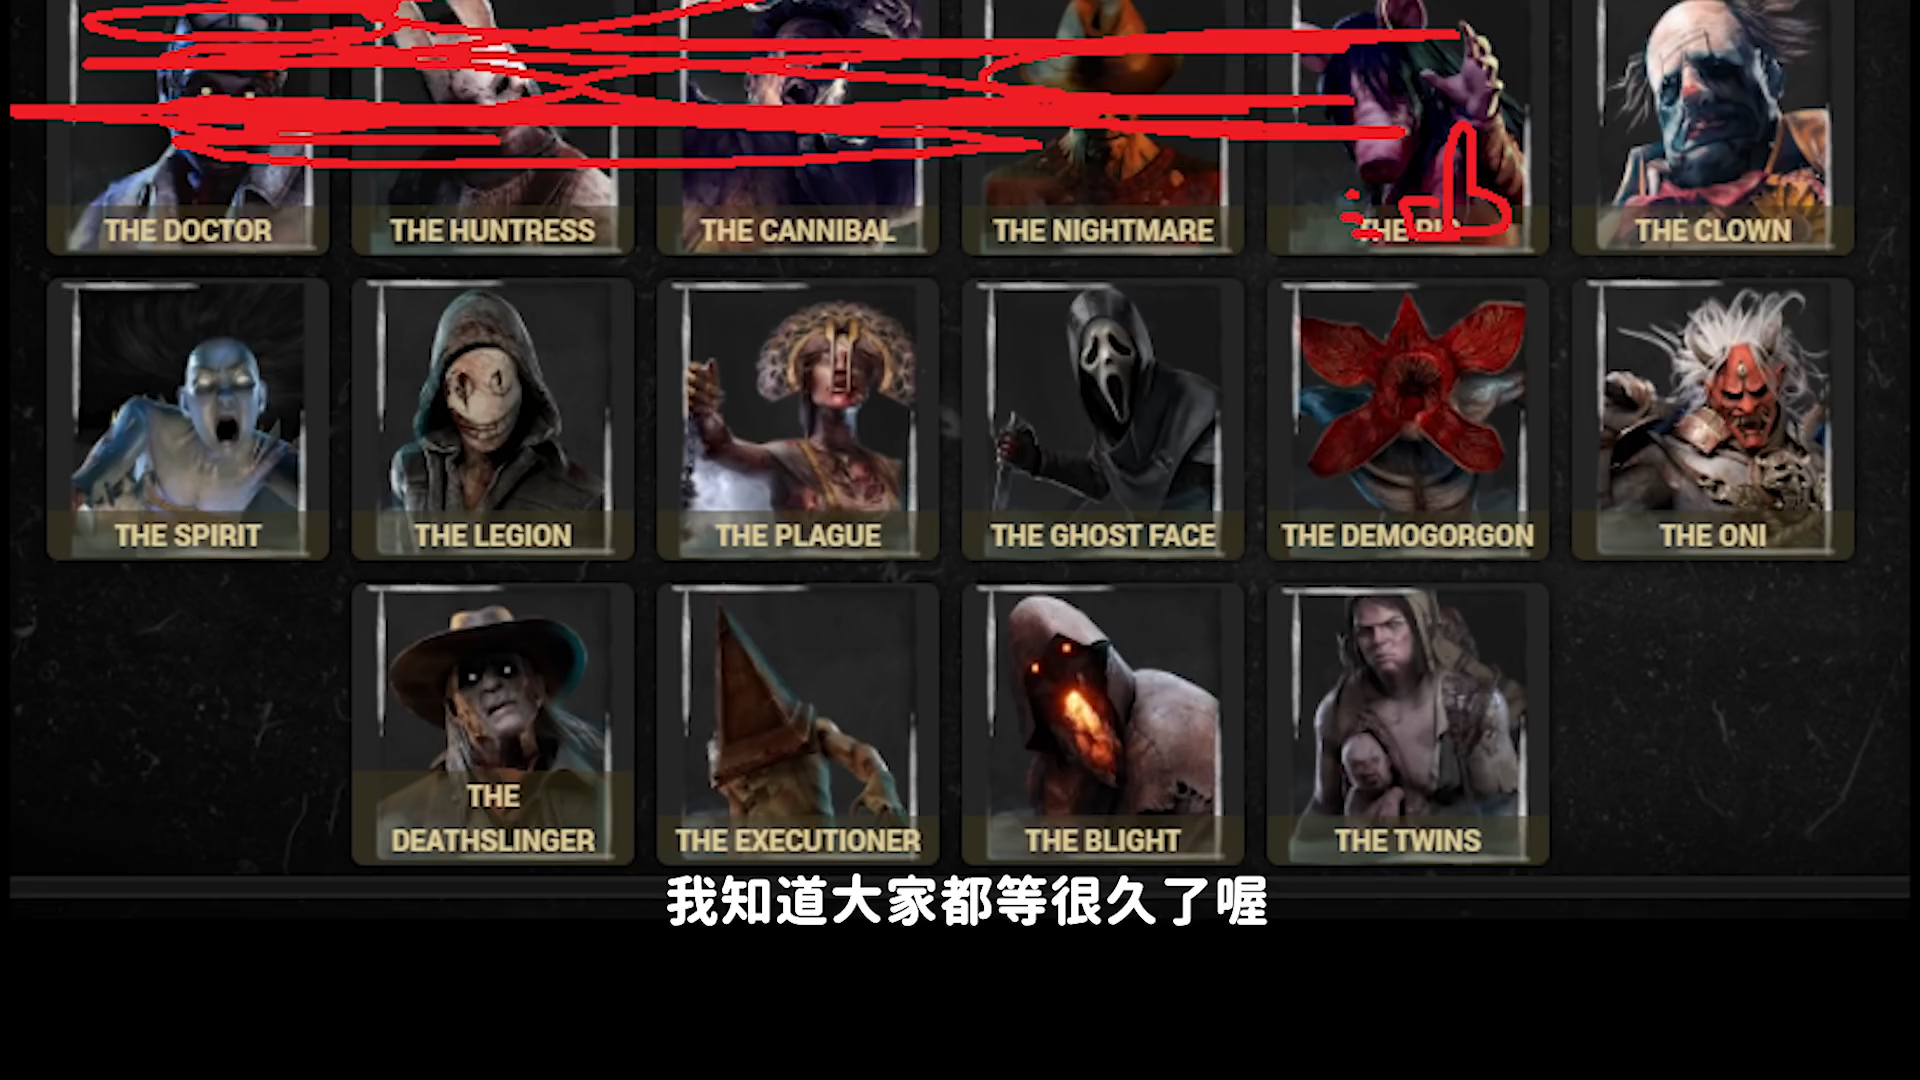 THE DOCTOR
THE HUNTRESS
THE CANNIBAL
THE NIGHTMARE
THE
THE CLOWN
THE SPIRIT
THE LEGION
THE PLAGUE
THE GHOST FACE
THE DEMOGORGON
THE ONI
THE
DEATHSLINGER
THE EXECUTIONER
THE BLIGHT
THE TWINS
我知道大家都等很久了喔